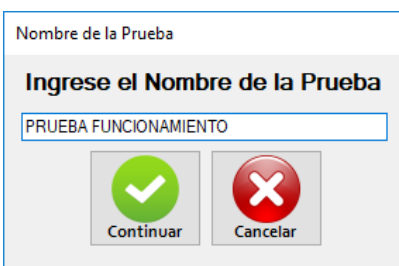 Nombre de la Prueba
Ingrese el Nombre de la Prueba
PRUEBA FUNCIONAMIENTO
Continuar
Cancelar